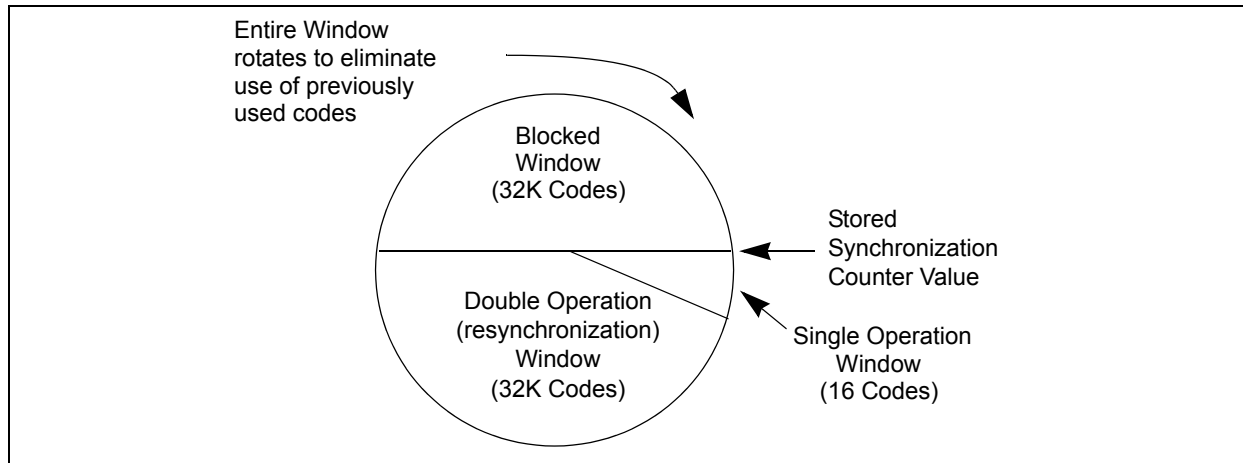 Entire Window
rotates to eliminate
use of previously
used codes
Blocked
Window
(32K Codes)
Stored
Synchronization
Counter Value
Double Operation
(resynchronization)
Window
(32K Codes)
Single Operation
Window
(16 Codes)